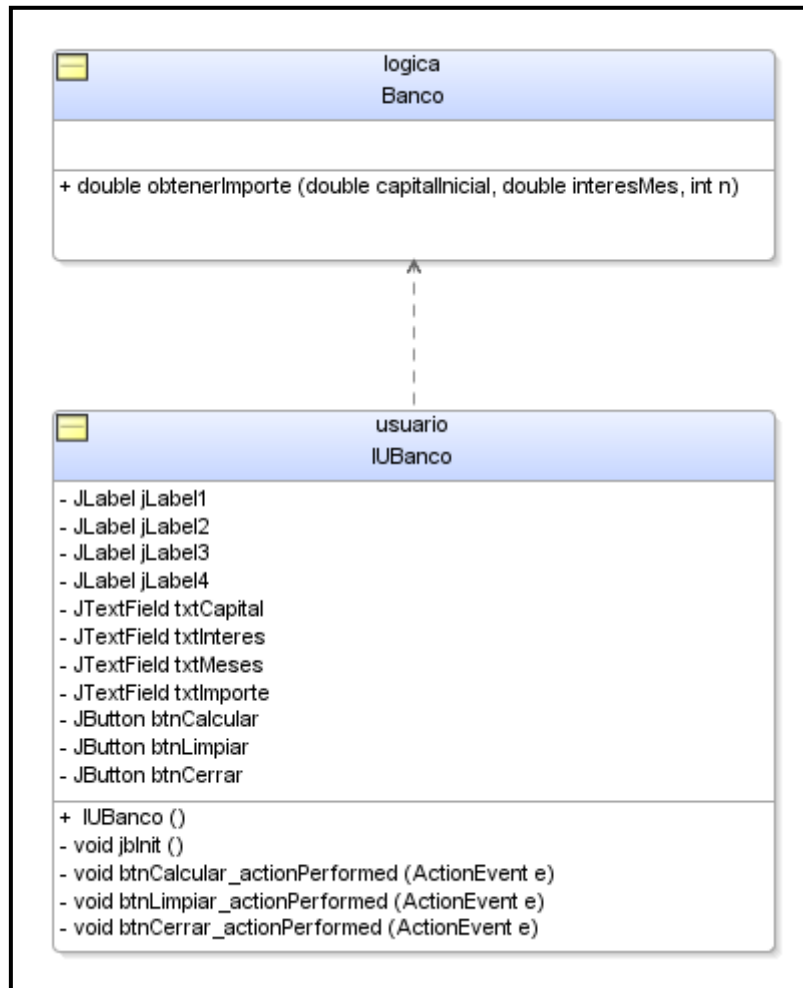 logica
Banco
+ double obtenerImporte (double capitalInicial, double interesMes, int n)
usuario
IUBanco
- JLabel jLabel1
- JLabel jLabel2
- JLabel jLabel3
- JLabel jLabel4
- JTextField txtCapital
- JTextField txtInteres
- JTextField txtMeses
- JTextField txtImporte
- JButton btnCalcular
- JButton btnLimpiar
- JButton btnCerrar
+ IUBanco ()
- void jbInit ()
- void btnCalcular_actionPerformed (ActionEvent e)
- void btnLimpiar_actionPerformed (ActionEvent e)
- void btnCerrar_actionPerformed (ActionEvent e)